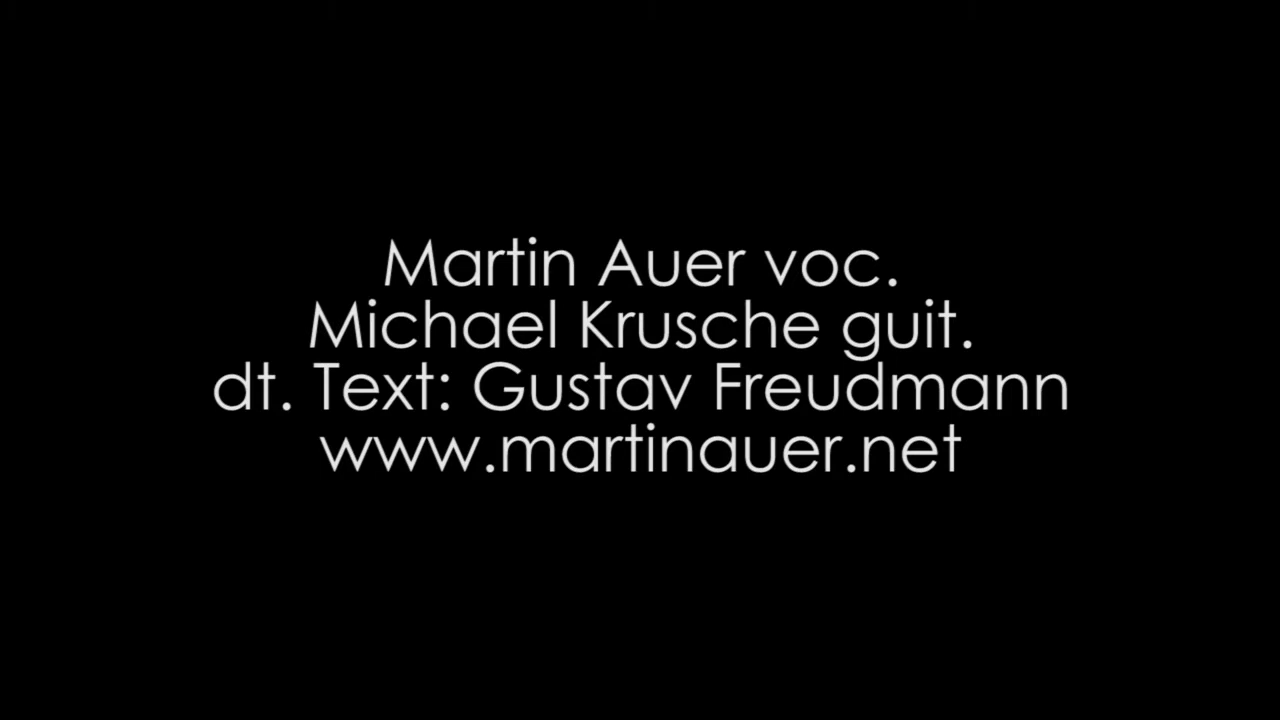 Martin Auer voc.
Michael Krusche guit.
dt. Text: Gustav Freudmann
www.martinauer.net